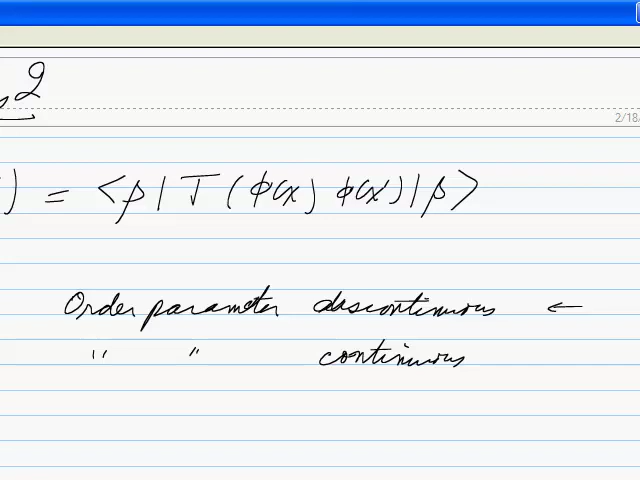 2
2/18/
) = <β| T (φ(x) φ(x') |β>
Order parameter discontinuous ←
" " continuous